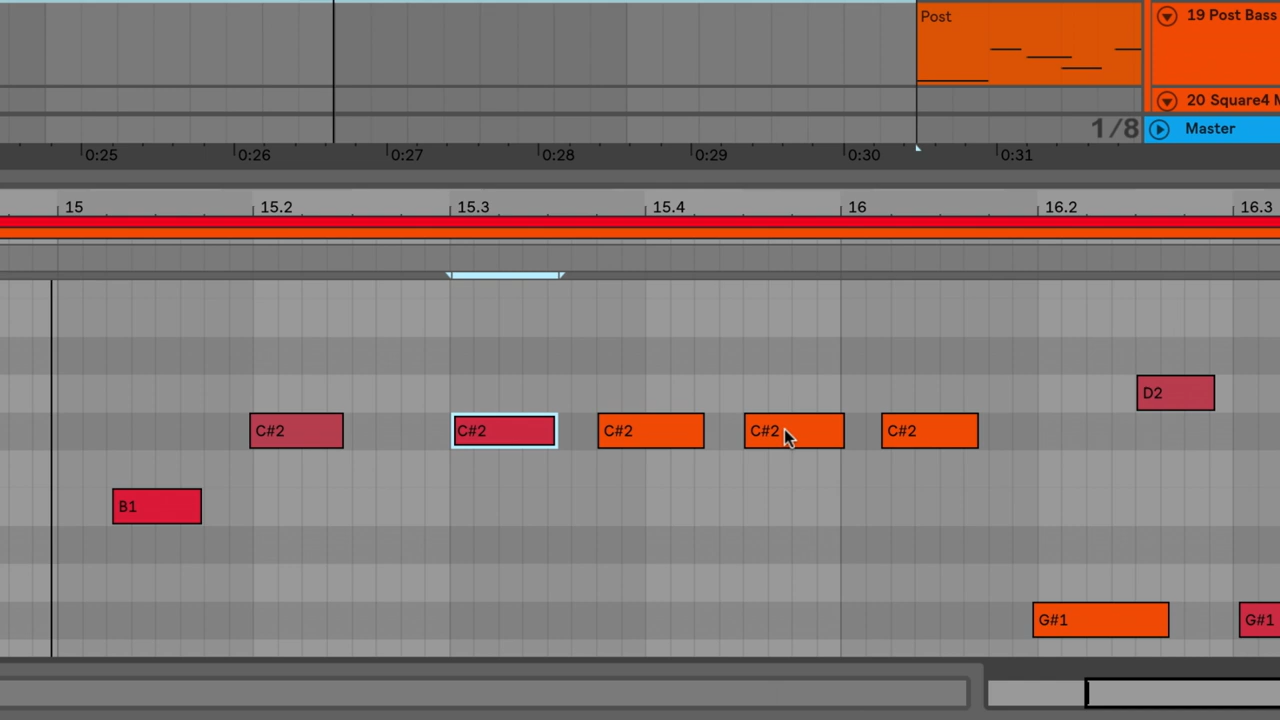 Post
19 Post Bass
20 Square4 M
1/8
Master
0:25
0:26
0:27
0:28
0:29
0:30
0:31
15
15.2
15.3
15.4
16
16.2
16.3
D2
C#2
C#2
C#2
C#2
C#2
B1
G#1
G#1